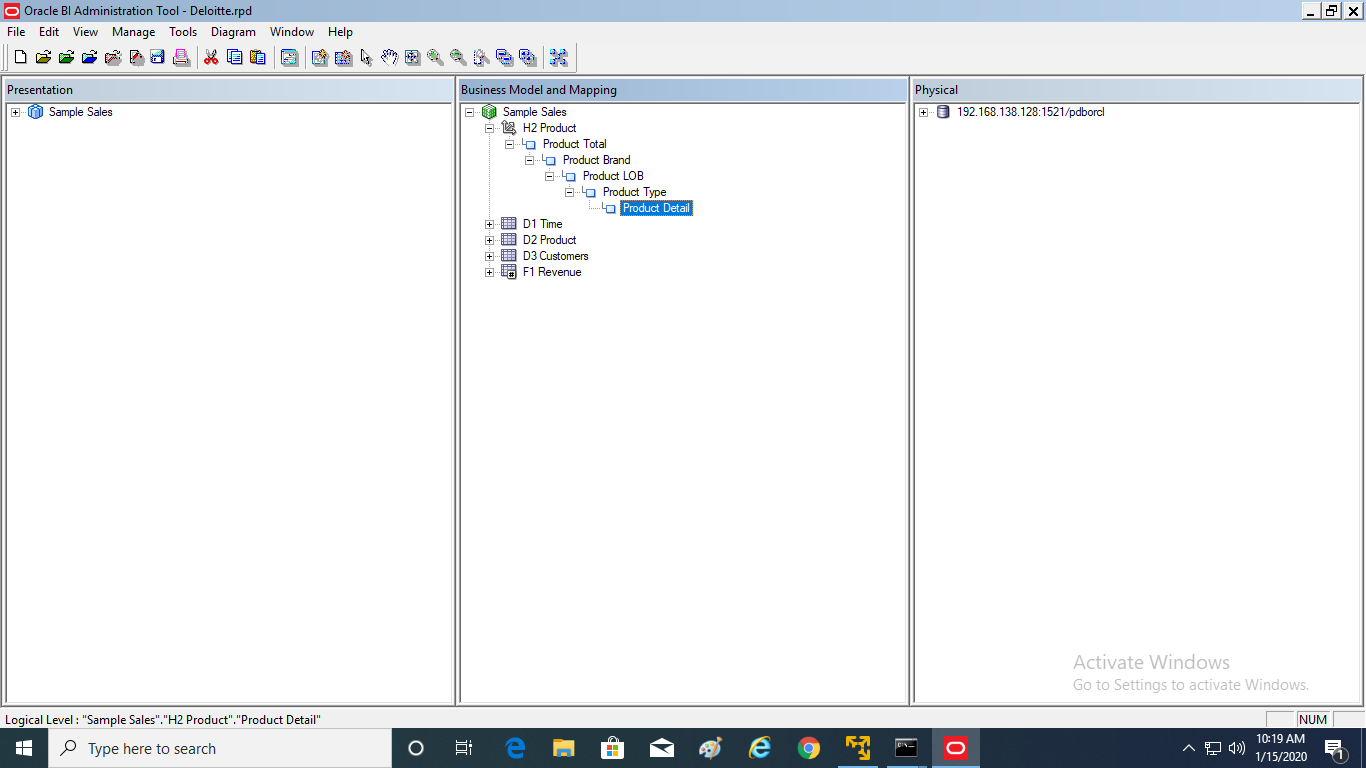 Oracle BI Administration Tool - Deloitte.rpd
File Edit View Manage Tools Diagram Window Help
Presentation
Sample Sales
Business Model and Mapping
Sample Sales
H2 Product
Product Total
Product Brand
Product LOB
Product Type
Product Detail
D1 Time
D2 Product
D3 Customers
F1 Revenue
Physical
192.168.138.128:1521/pdborcl
Activate Windows
Go to Settings to activate Windows.
Logical Level : "Sample Sales"."H2 Product"."Product Detail"
NUM
Type here to search
10:19 AM
1/15/2020
1